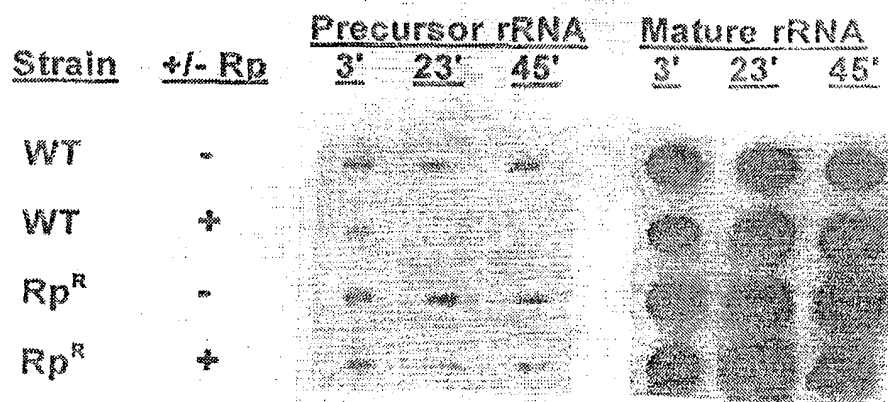 Precursor rRNA Mature rRNA
Strain +/- Rp 3' 23' 45' 3' 23' 45'
WT -
WT +
Rp^R -
Rp^R +